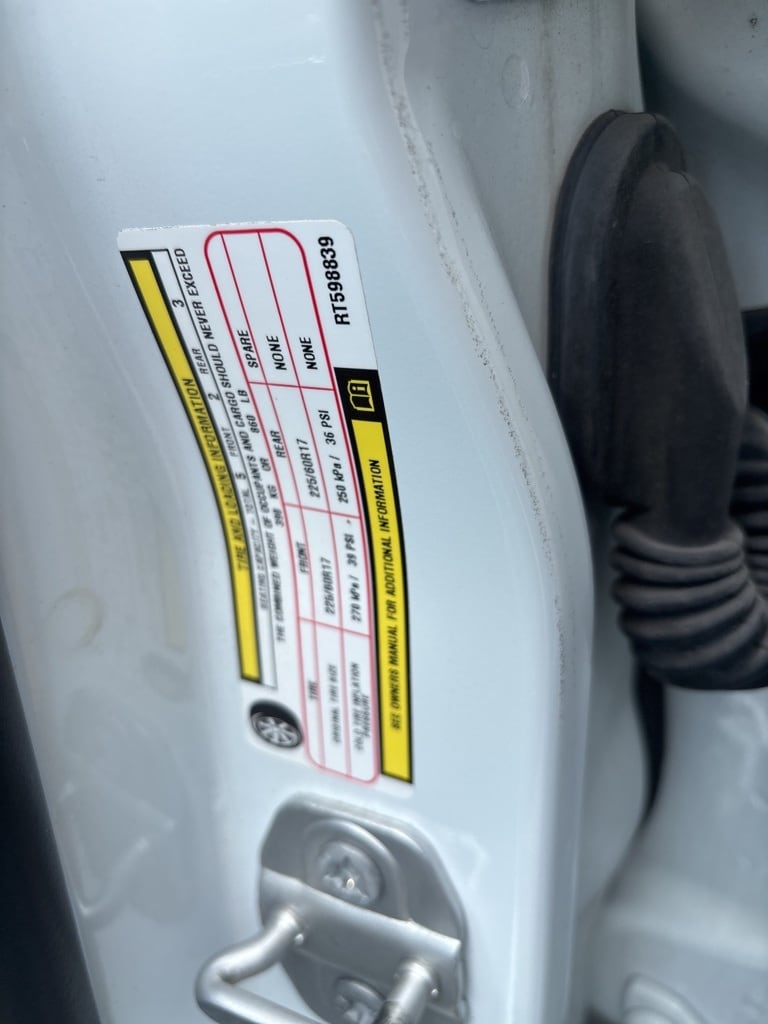 TIRE AND LOADING INFORMATION
SEATING CAPACITY - TOTAL 5 FRONT 2 REAR 3
THE COMBINED WEIGHT OF OCCUPANTS AND CARGO SHOULD NEVER EXCEED
390 KG OR 860 LB
TIRE FRONT REAR SPARE
ORIGINAL TIRE SIZE 225/60R17 225/60R17 NONE
COLD TIRE INFLATION PRESSURE 270 kPa / 39 PSI 250 kPa / 36 PSI NONE
SEE OWNERS MANUAL FOR ADDITIONAL INFORMATION
RT598839